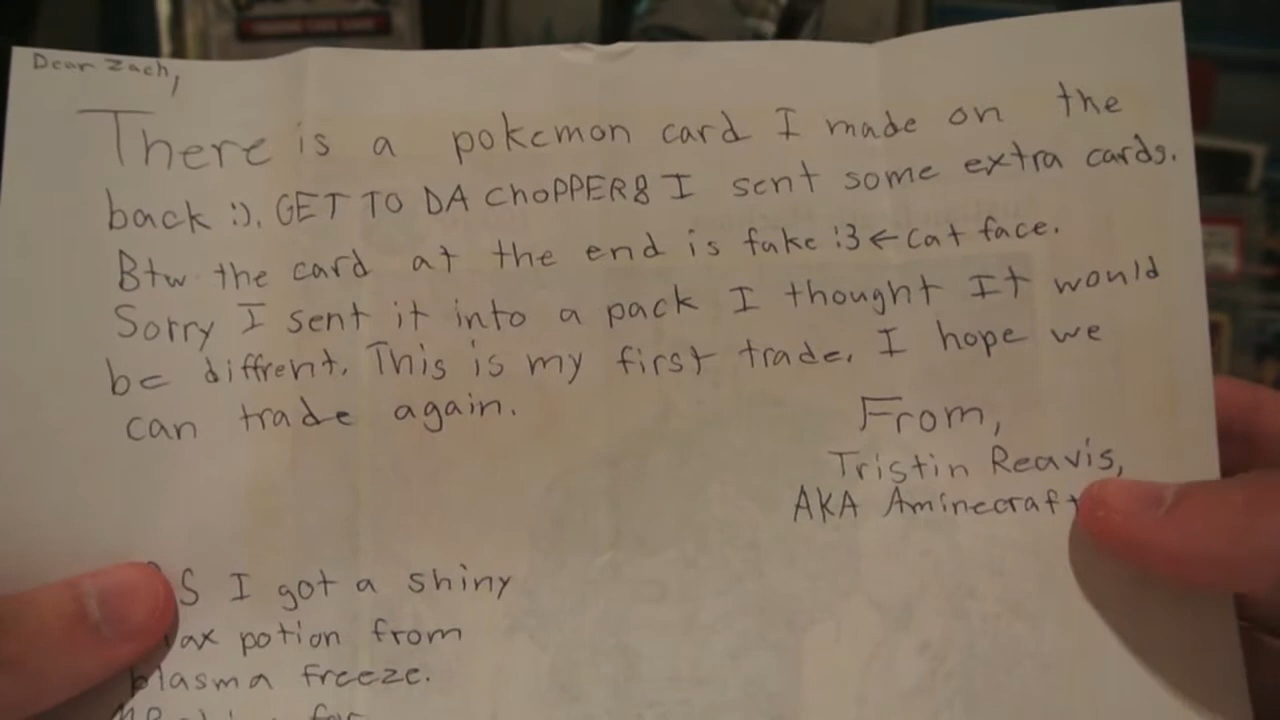 Dear Zach,
There is a pokemon card I made on the
back :). GET TO DA ChoPPER8 I sent some extra cards.
Btw the card at the end is fake :3 ← cat face.
Sorry I sent it into a pack I thought It would
be diffrent. This is my first trade. I hope we
can trade again.
From,
Tristin Reavis,
AKA Aminecraft
S I got a shiny
ax potion from
plasma freeze.
for